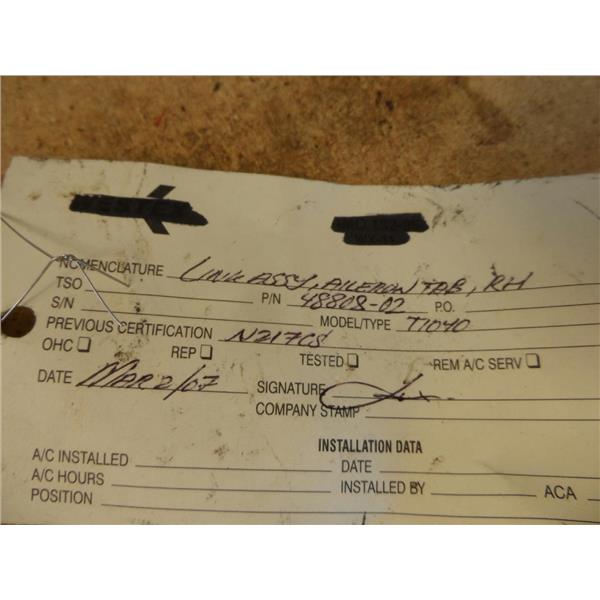 NOMENCLATURE LINK ASSY, AILERON TAB, RH
TSO P/N 48808-02 P.O.
S/N MODEL/TYPE T1040
PREVIOUS CERTIFICATION N217CS
OHC REP TESTED REM A/C SERV
DATE MAR 2/07 SIGNATURE
COMPANY STAMP
INSTALLATION DATA
A/C INSTALLED DATE
A/C HOURS INSTALLED BY ACA
POSITION